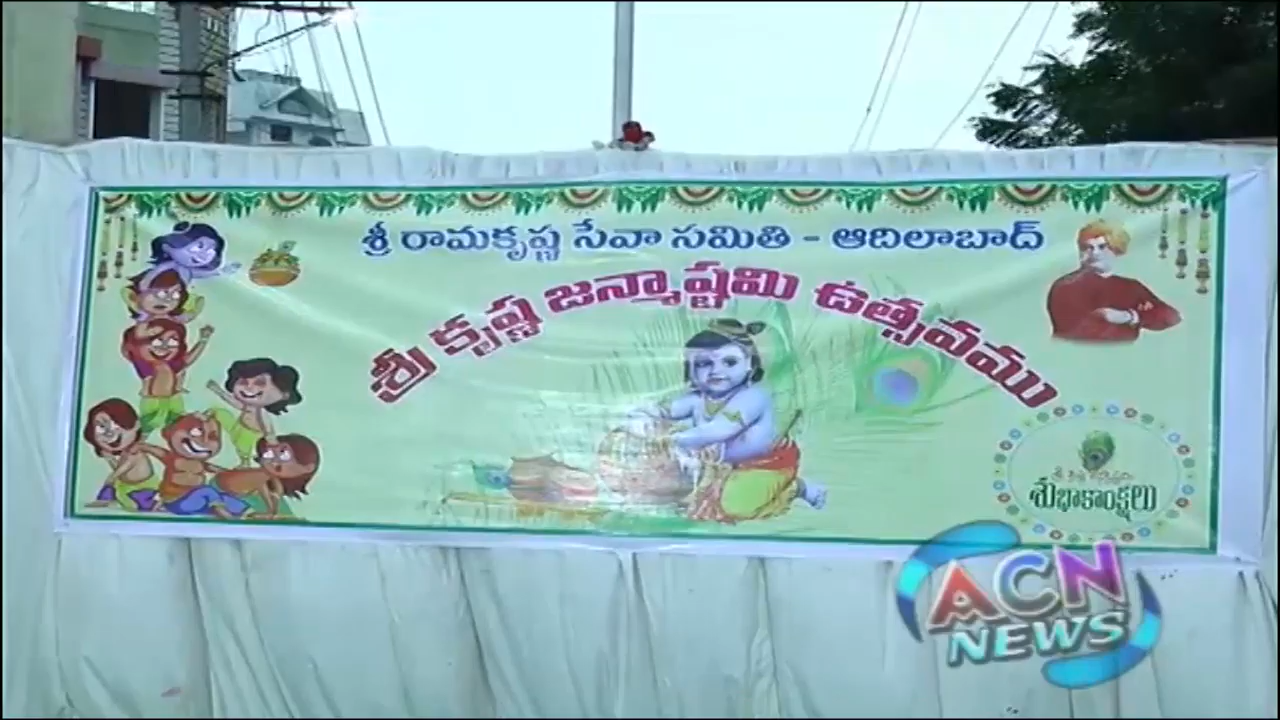 శ్రీ రామకృష్ణ సేవా సమితి - ఆదిలాబాద్
శ్రీ కృష్ణ జన్మాష్టమి ఉత్సవము
శుభాకాంక్షలు
ACN
NEWS